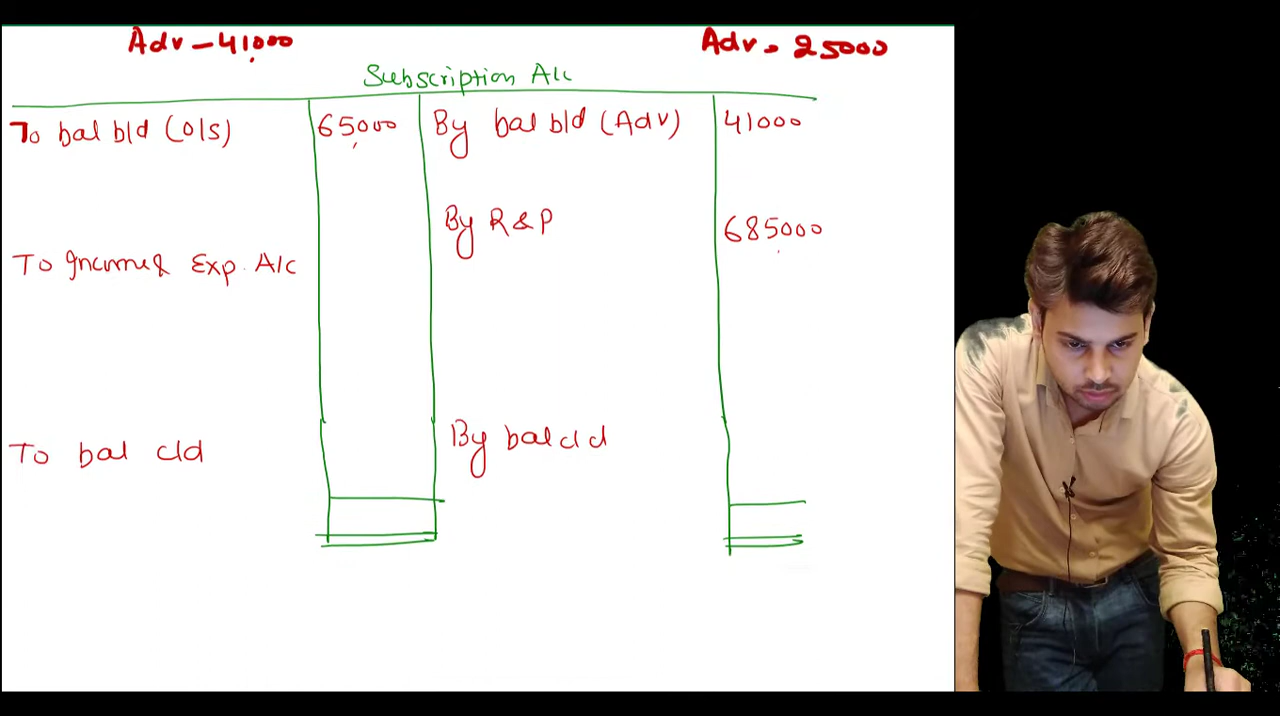 Adv - 41000 Adv. 25000
Subscription A/c
To bal b/d (O/S) 65000 By bal b/d (Adv) 41000
By R & P 685000
To Income & Exp. A/c
To bal c/d By bal c/d